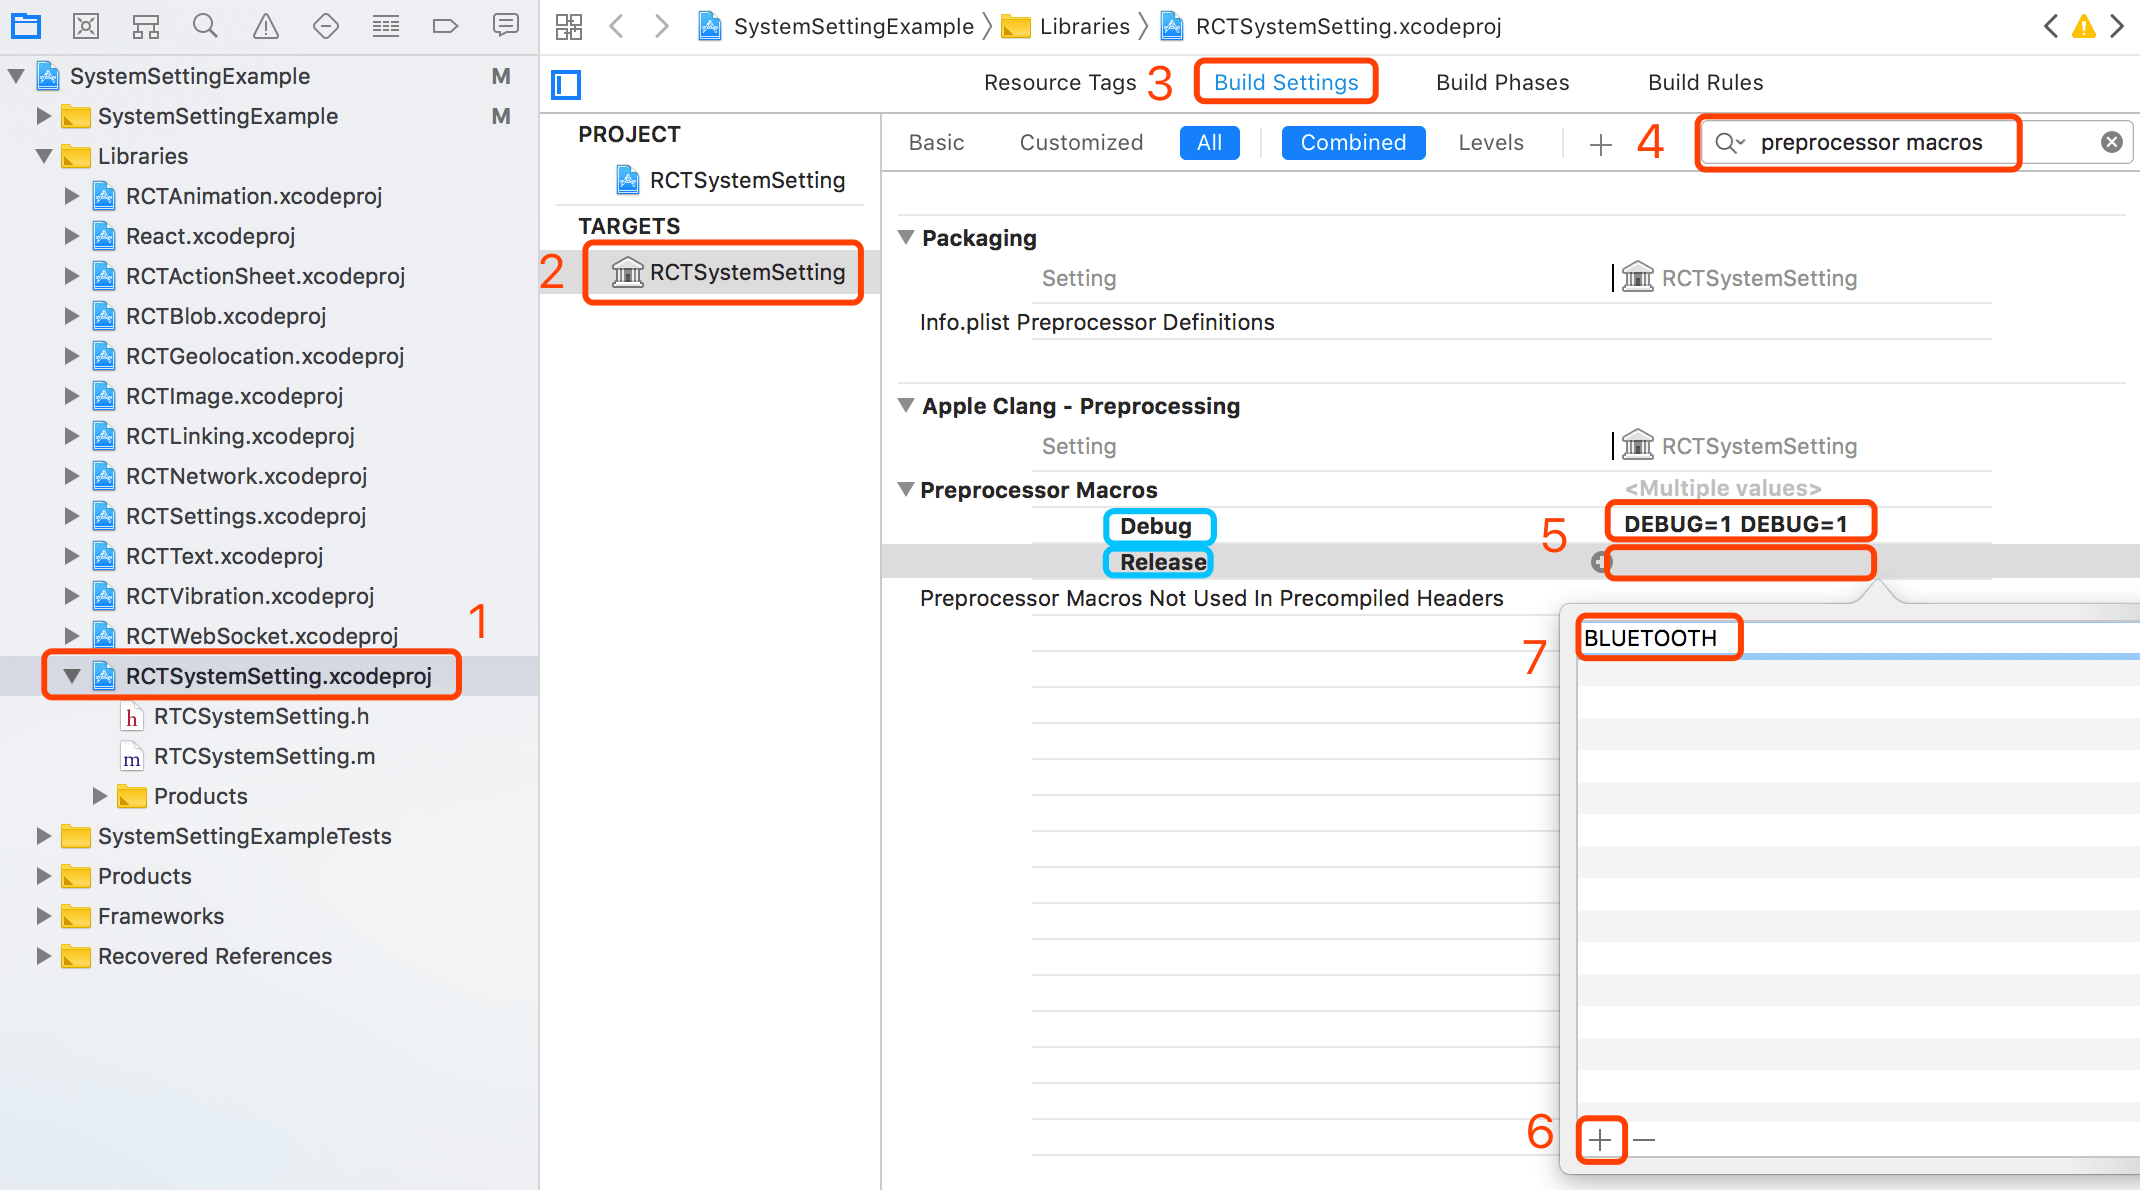 SystemSettingExample M
SystemSettingExample M
Libraries
RCTAnimation.xcodeproj
React.xcodeproj
RCTActionSheet.xcodeproj
RCTBlob.xcodeproj
RCTGeolocation.xcodeproj
RCTImage.xcodeproj
RCTLinking.xcodeproj
RCTNetwork.xcodeproj
RCTSettings.xcodeproj
RCTText.xcodeproj
RCTVibration.xcodeproj
RCTWebSocket.xcodeproj
1
RCTSystemSetting.xcodeproj
h RTCSystemSetting.h
m RTCSystemSetting.m
Products
SystemSettingExampleTests
Products
Frameworks
Recovered References
SystemSettingExample Libraries RCTSystemSetting.xcodeproj
Resource Tags 3 Build Settings Build Phases Build Rules
PROJECT
RCTSystemSetting
TARGETS
2 RCTSystemSetting
Basic Customized All Combined Levels + 4 preprocessor macros
Packaging
Setting RCTSystemSetting
Info.plist Preprocessor Definitions
Apple Clang - Preprocessing
Setting RCTSystemSetting
Preprocessor Macros <Multiple values>
Debug 5 DEBUG=1 DEBUG=1
Release
Preprocessor Macros Not Used In Precompiled Headers
7 BLUETOOTH
6 + −